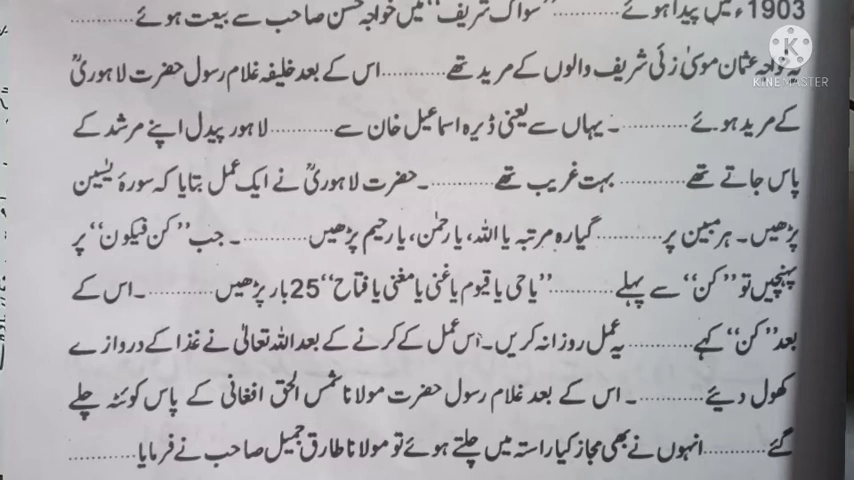 1903ء میں پیدا ہوئے .......... "سواگ شریف" میں خواجہ حسن صاحب سے بیعت ہوئے ..........
یہ خواجہ عثمان موسیٰ زئی شریف والوں کے مرید تھے .......... اس کے بعد خلیفہ غلام رسول حضرت لاہوریؒ
کے مرید ہوئے .......... ۔ یہاں سے یعنی ڈیرہ اسماعیل خان سے .......... لاہور پیدل اپنے مرشد کے
پاس جاتے تھے .......... بہت غریب تھے .......... ۔ حضرت لاہوریؒ نے ایک عمل بتایا کہ سورۂ یٰسین
پڑھیں۔ ہر مبین پر .......... گیارہ مرتبہ یا اللہ، یا رحمٰن، یا رحیم پڑھیں .......... ۔ جب "کن فیکون" پر
پہنچیں تو "کن" سے پہلے .......... "یا حی یا قیوم یا غنی یا مغنی یا فتاح" 25 بار پڑھیں .......... ۔ اس کے
بعد "کن" کہے .......... یہ عمل روزانہ کریں۔ اس عمل کے کرنے کے بعد اللہ تعالیٰ نے غذا کے دروازے
کھول دیئے .......... ۔ اس کے بعد غلام رسول حضرت مولانا شمس الحق افغانی کے پاس کوئٹہ چلے
گئے .......... انہوں نے بھی مجاز کیا راستہ میں چلتے ہوئے تو مولانا طارق جمیل صاحب نے فرمایا ..........
KINEMASTER